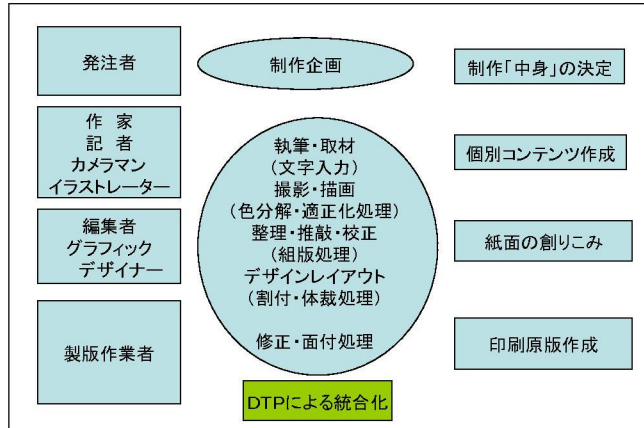 発注者
制作企画
制作「中身」の決定
作　家
記　者
カメラマン
イラストレーター
執筆・取材
(文字入力)
撮影・描画
(色分解・適正化処理)
整理・推敲・校正
(組版処理)
デザインレイアウト
(割付・体裁処理)
修正・面付処理
個別コンテンツ作成
編集者
グラフィック
デザイナー
紙面の創りこみ
製版作業者
印刷原版作成
DTPによる統合化